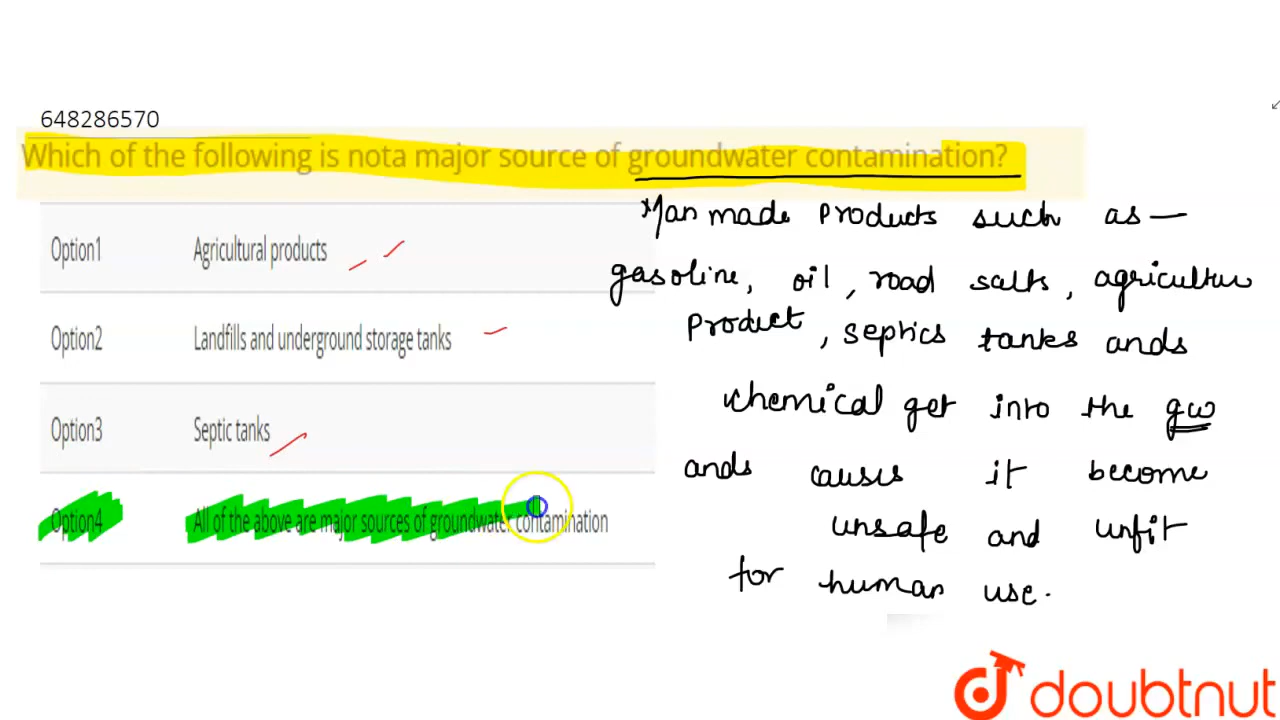 648286570
Which of the following is nota major source of groundwater contamination?
Option1 Agricultural products
Option2 Landfills and underground storage tanks
Option3 Septic tanks
Option4 All of the above are major sources of groundwater contamination
Man made products such as —
gasoline, oil, road salts, agriculture
product, septics tanks ands
chemical get into the gw
ands causes it become
unsafe and unfit
for human use.
doubtnut